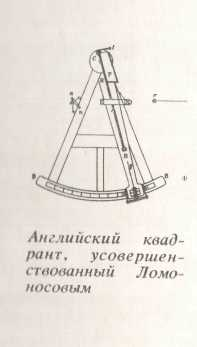 Английский квад-
рант, усовершен-
ствованный Ломо-
носовым